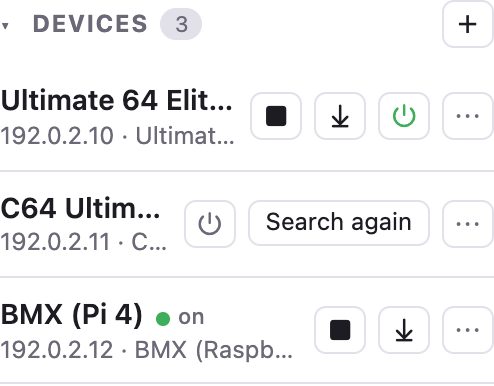 DEVICES 3
Ultimate 64 Elit...
192.0.2.10 · Ultimat...
C64 Ultim...
Search again
192.0.2.11 · C...
BMX (Pi 4) on
192.0.2.12 · BMX (Raspb...